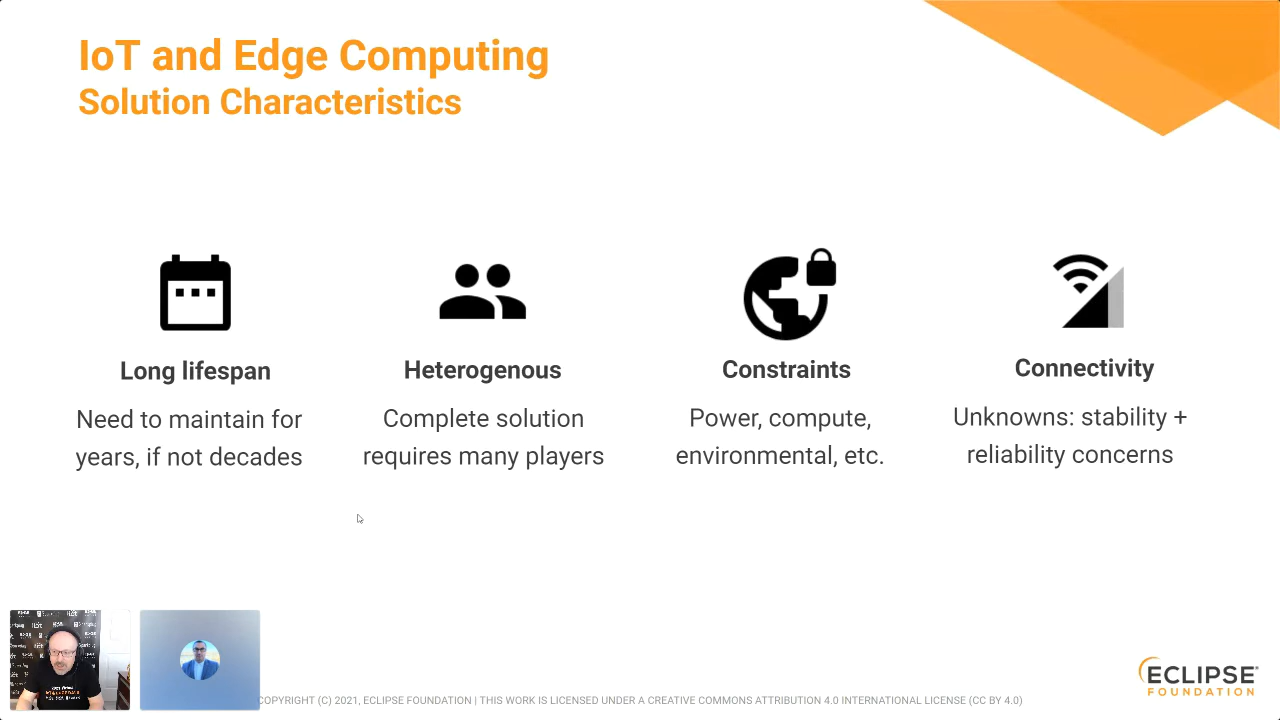 IoT and Edge Computing
Solution Characteristics
Long lifespan
Need to maintain for
years, if not decades
Heterogenous
Complete solution
requires many players
Constraints
Power, compute,
environmental, etc.
Connectivity
Unknowns: stability +
reliability concerns
COPYRIGHT (C) 2021, ECLIPSE FOUNDATION | THIS WORK IS LICENSED UNDER A CREATIVE COMMONS ATTRIBUTION 4.0 INTERNATIONAL LICENSE (CC BY 4.0)
ECLIPSE
FOUNDATION